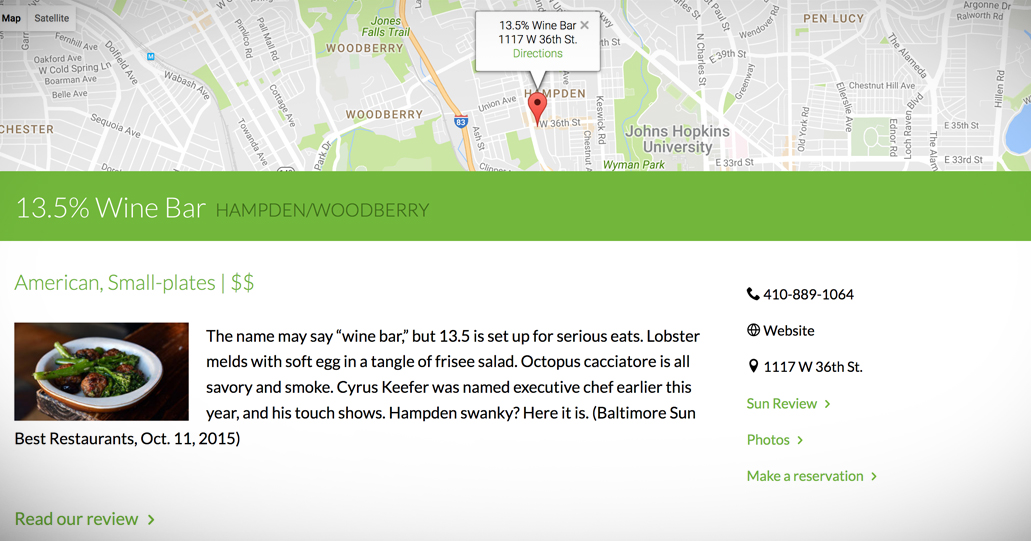 Map Satellite
Jones
Falls Trail
WOODBERRY
Fernhill Ave
Oakford Ave
W Cold Spring Ln
Boarman Ave
Belle Ave
Dolfield Ave
Wabash Ave
Primlico Rd
Pall Mall Rd
Cottage Ave
Towanda Ave
CHESTER
Sequoia Ave
WOODBERRY
Park Dr
83
13.5% Wine Bar
1117 W 36th St.
Directions
HAMPDEN
Union Ave
W 36th St
Ash St
Chestnut A
Keswick Rd
Johns Hopkins
University
Wyman Park
E 33rd St
E 33rd St
N Charles St
St Paul St
E 39th St
Greenway
PEN LUCY
The Alameda
Argonne Dr
Ralworth Rd
Chestnut Hill Ave
Old York Rd
Ellerslie Ave
Ednor Rd
Loch Raven Blvd
The Alam
Hillen Rd
E 35th St
13.5% Wine Bar HAMPDEN/WOODBERRY
American, Small-plates | $$
The name may say “wine bar,” but 13.5 is set up for serious eats. Lobster
melds with soft egg in a tangle of frisee salad. Octopus cacciatore is all
savory and smoke. Cyrus Keefer was named executive chef earlier this
year, and his touch shows. Hampden swanky? Here it is. (Baltimore Sun
Best Restaurants, Oct. 11, 2015)
Read our review >
410-889-1064
Website
1117 W 36th St.
Sun Review >
Photos >
Make a reservation >